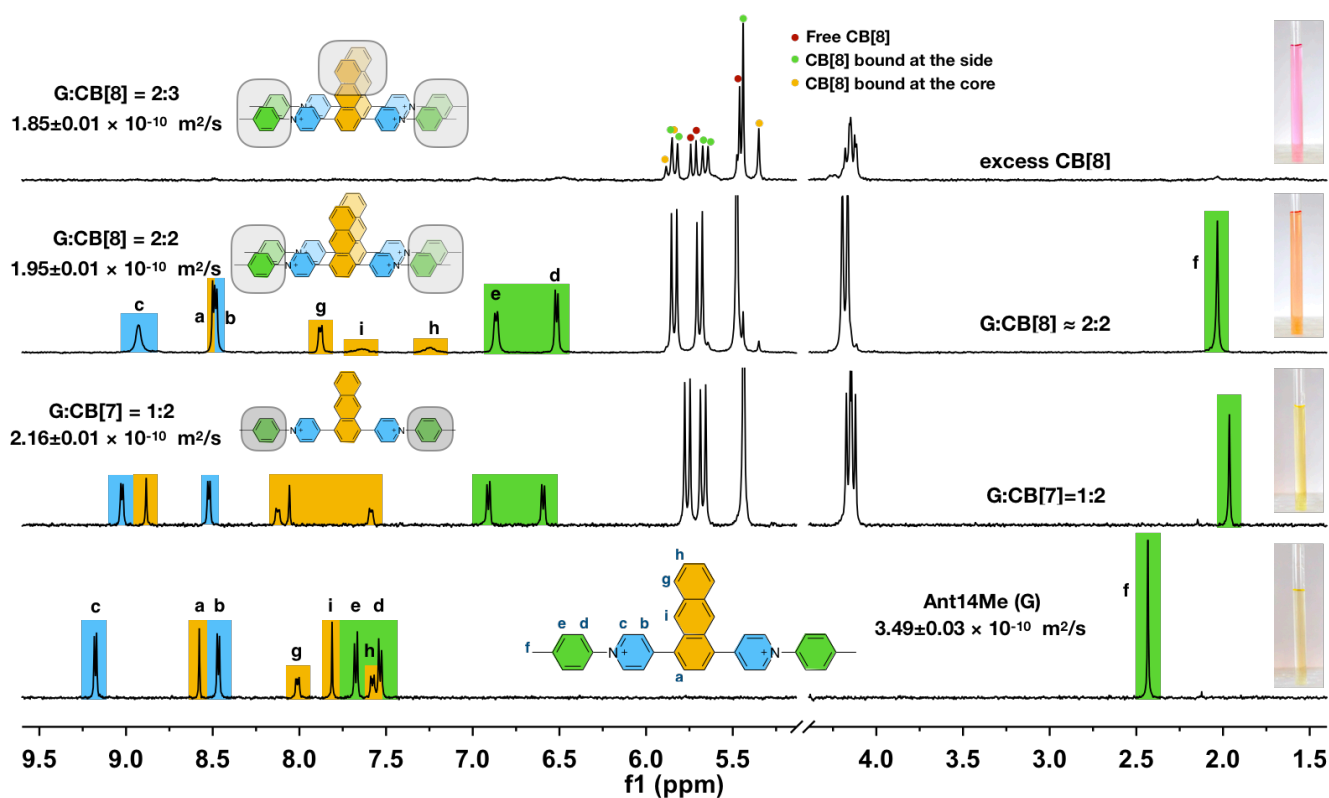 Free CB[8]
CB[8] bound at the side
CB[8] bound at the core
G:CB[8] = 2:3
1.85±0.01 × 10⁻¹⁰ m²/s
N
+
+
N
excess CB[8]
G:CB[8] = 2:2
1.95±0.01 × 10⁻¹⁰ m²/s
N
+
+
N
c
a
b
g
i
h
e
d
f
G:CB[8] ≈ 2:2
G:CB[7] = 1:2
2.16±0.01 × 10⁻¹⁰ m²/s
N
+
+
N
G:CB[7]=1:2
c
a
b
g
i
e
h
d
h
g
i
e
d
c
b
f
N
+
+
N
a
Ant14Me (G)
3.49±0.03 × 10⁻¹⁰ m²/s
f
9.5 9.0 8.5 8.0 7.5 7.0 6.5 6.0 5.5 4.0 3.5 3.0 2.5 2.0 1.5
f1 (ppm)